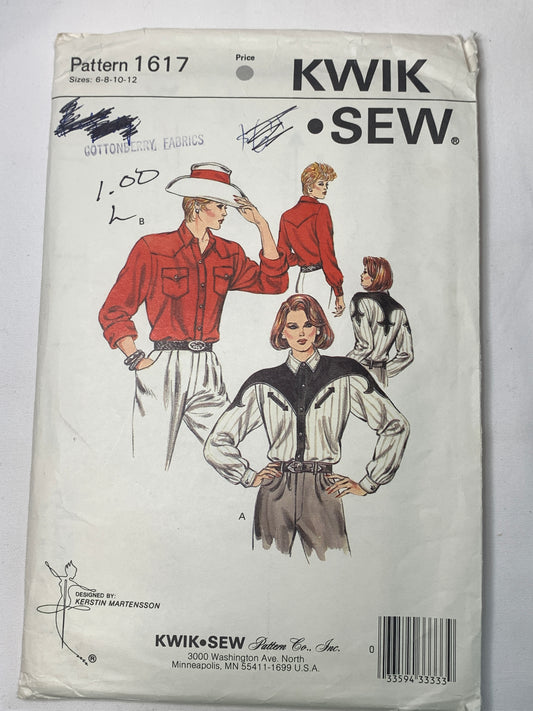 Pattern 1617
Sizes: 6-8-10-12
Price
KWIK
•SEW®
COTTONBERRY FABRICS
1.00
L
B
A
DESIGNED BY:
KERSTIN MARTENSSON
®
KWIK•SEW Pattern Co., Inc.
3000 Washington Ave. North
Minneapolis, MN 55411-1699 U.S.A.
0
33594 33333